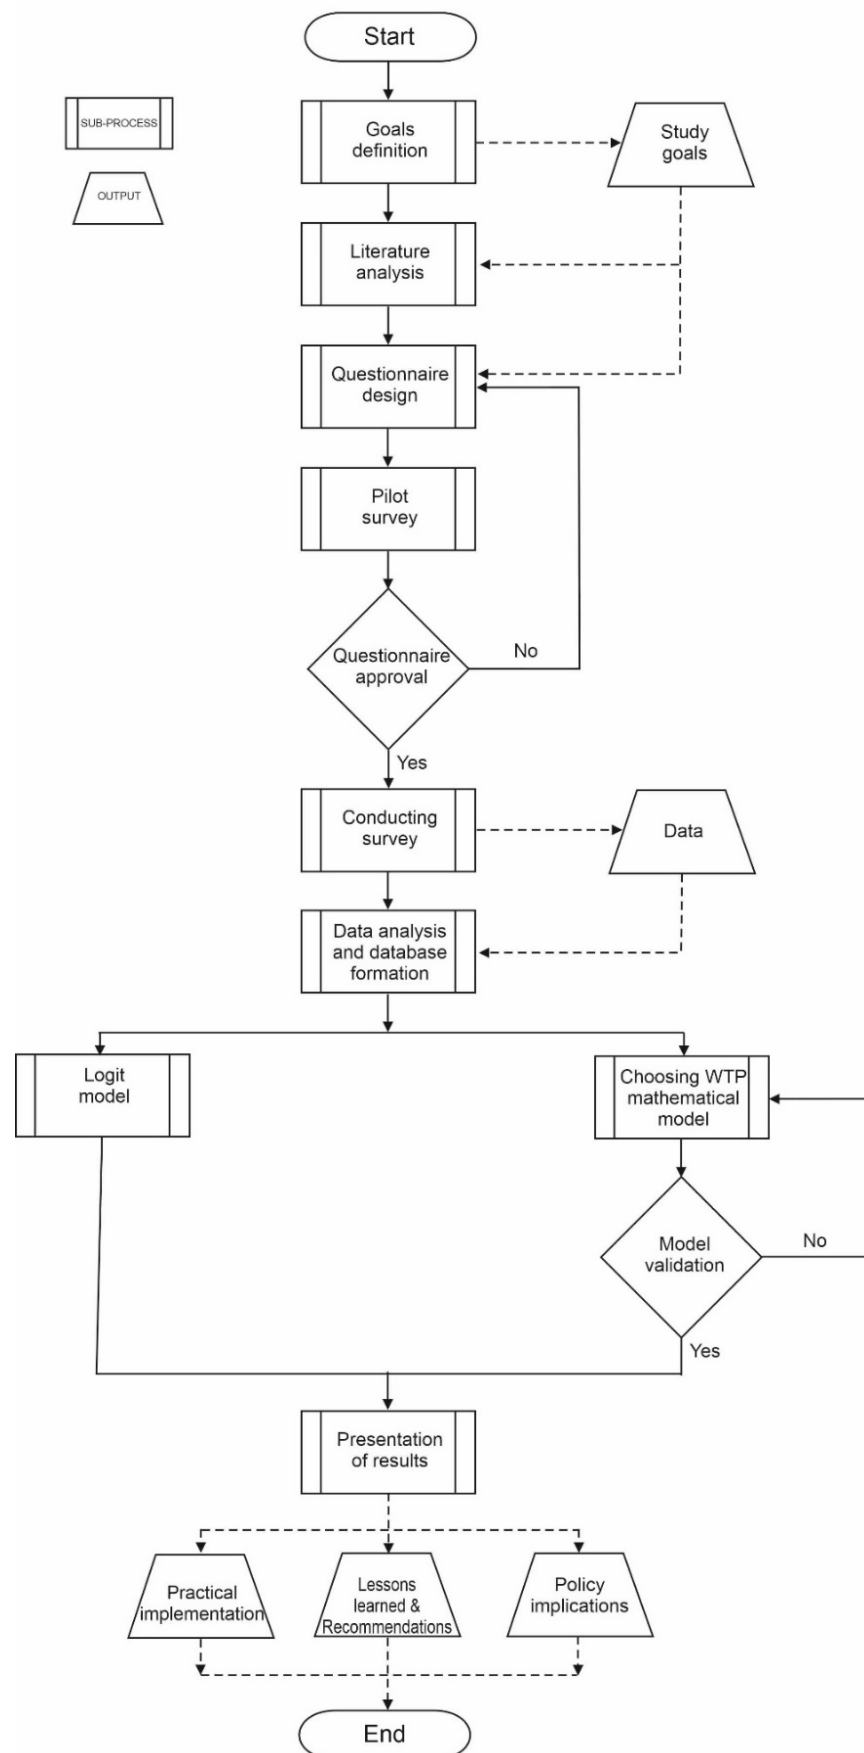 Start
SUB-PROCESS
OUTPUT
Goals
definition
Study
goals
Literature
analysis
Questionnaire
design
Pilot
survey
Questionnaire
approval
No
Yes
Conducting
survey
Data
Data analysis
and database
formation
Logit
model
Choosing WTP
mathematical
model
Model
validation
No
Yes
Presentation
of results
Practical
implementation
Lessons
learned &
Recommendations
Policy
implications
End